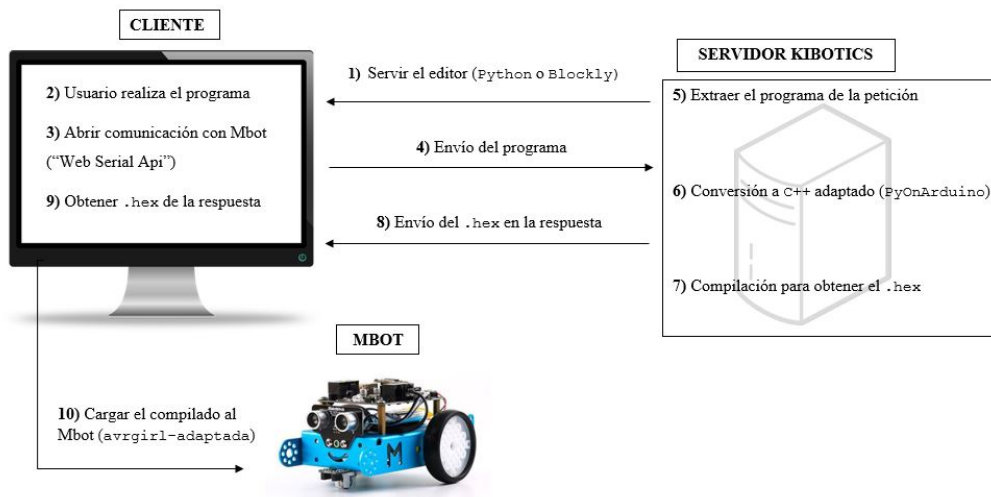 CLIENTE
SERVIDOR KIBOTICS
1) Servir el editor (Python o Blockly)
2) Usuario realiza el programa
3) Abrir comunicación con Mbot
(“Web Serial Api”)
4) Envío del programa
5) Extraer el programa de la petición
6) Conversión a C++ adaptado (PyOnArduino)
7) Compilación para obtener el .hex
8) Envío del .hex en la respuesta
9) Obtener .hex de la respuesta
MBOT
10) Cargar el compilado al
Mbot (avrgirl-adaptada)
M